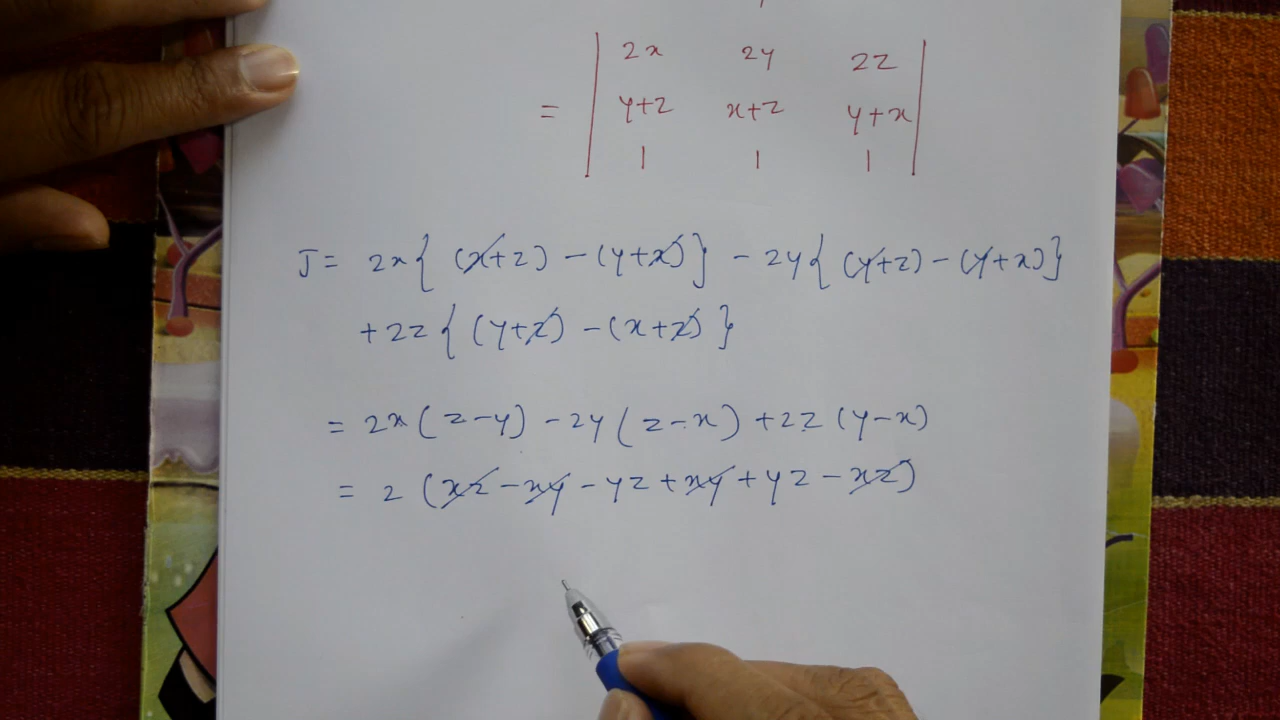 | 2x 2y 2z |
= | y+z x+z y+x |
| 1 1 1 |
J = 2x{ (x+z) - (y+x)} - 2y{ (y+z) - (y+x)}
+ 2z{ (y+z) - (x+z) }
= 2x(z-y) - 2y(z-x) + 2z(y-x)
= 2 (xz - xy - yz + xy + yz - xz)